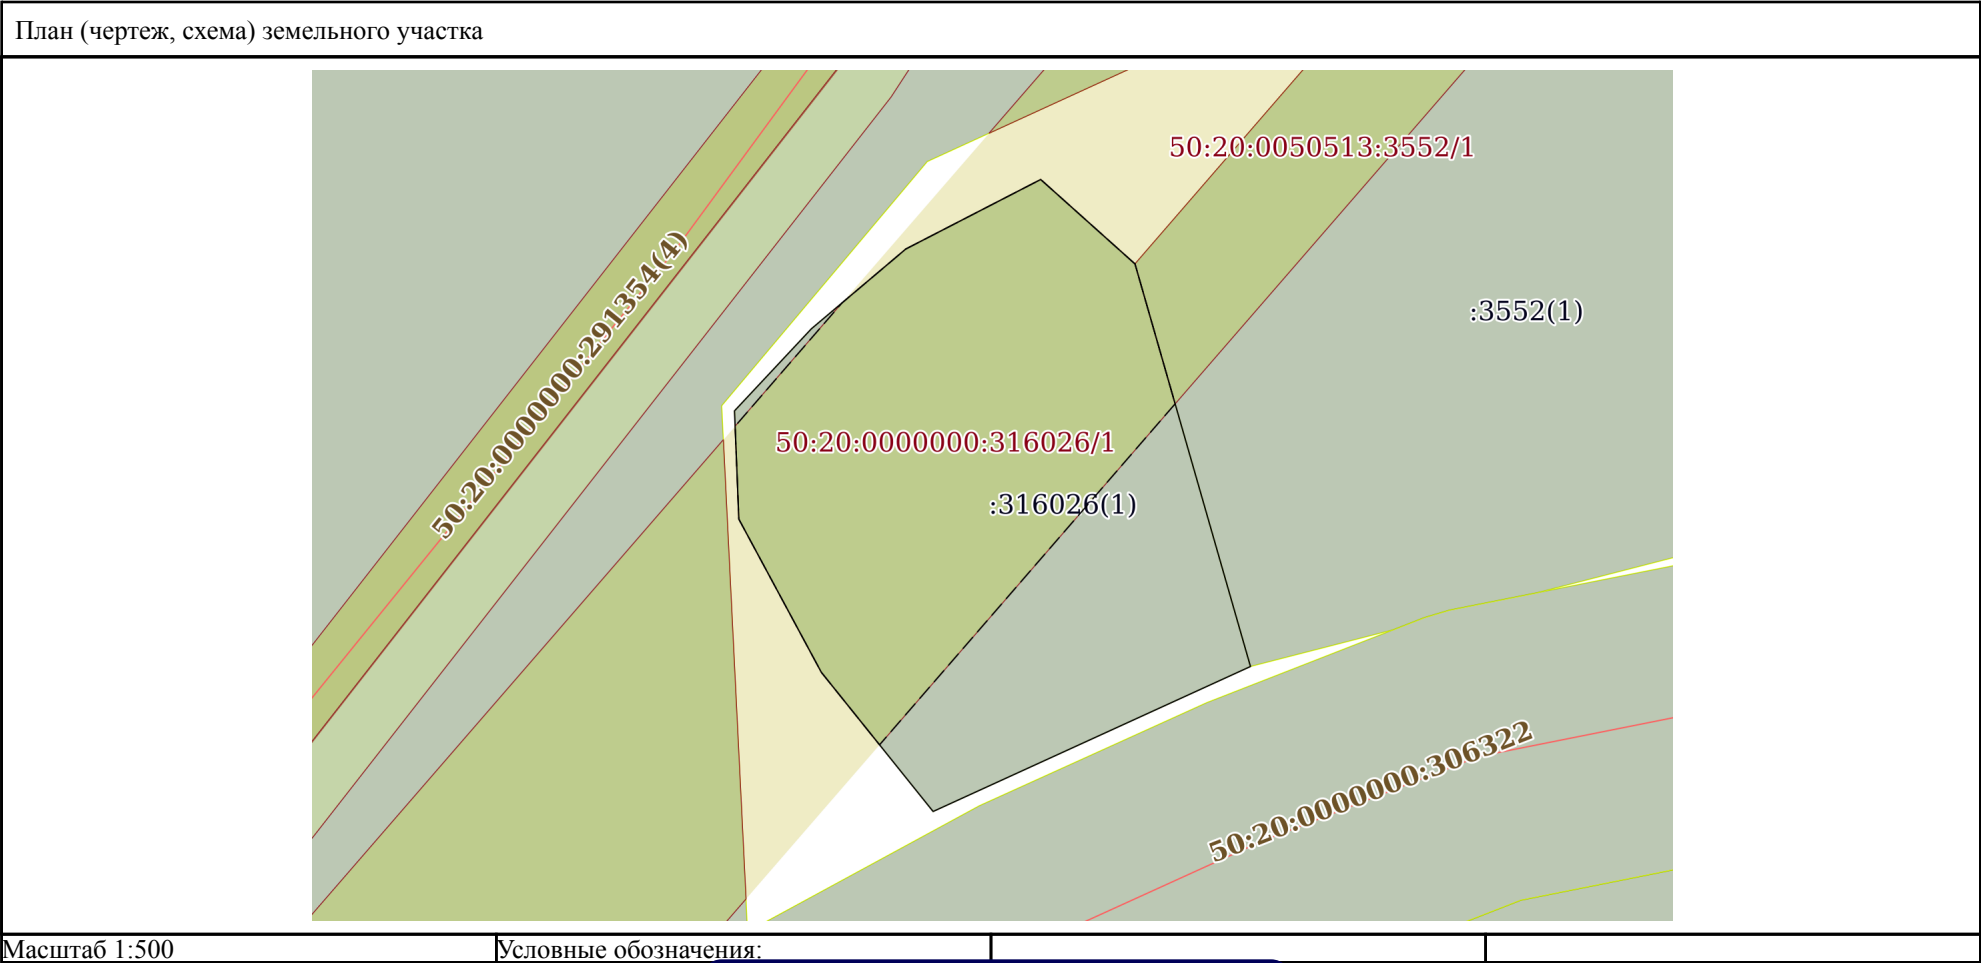 План (чертеж, схема) земельного участка
50:20:0050513:3552/1
50:20:0000000:291354(4)
:3552(1)
50:20:0000000:316026/1
:316026(1)
50:20:0000000:306322
Масштаб 1:500
Условные обозначения: